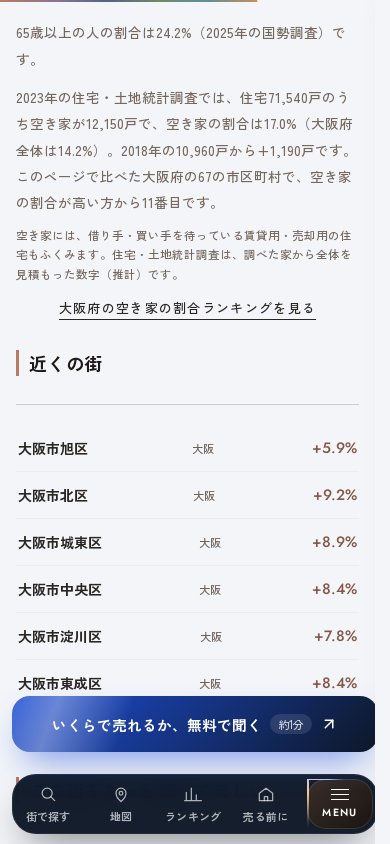 65歳以上の人の割合は24.2%（2025年の国勢調査）で
す。
2023年の住宅・土地統計調査では、住宅71,540戸のう
ち空き家が12,150戸で、空き家の割合は17.0%（大阪府
全体は14.2%）。2018年の10,960戸から+1,190戸です。
このページで比べた大阪府の67の市区町村で、空き家
の割合が高い方から11番目です。
空き家には、借り手・買い手を待っている賃貸用・売却用の住
宅もふくみます。住宅・土地統計調査は、調べた家から全体を
見積もった数字（推計）です。
大阪府の空き家の割合ランキングを見る
近くの街
大阪市旭区 大阪 +5.9%
大阪市北区 大阪 +9.2%
大阪市城東区 大阪 +8.9%
大阪市中央区 大阪 +8.4%
大阪市淀川区 大阪 +7.8%
大阪市東成区 大阪 +8.4%
いくらで売れるか、無料で聞く 約1分
街で探す 地図 ランキング 売る前に MENU